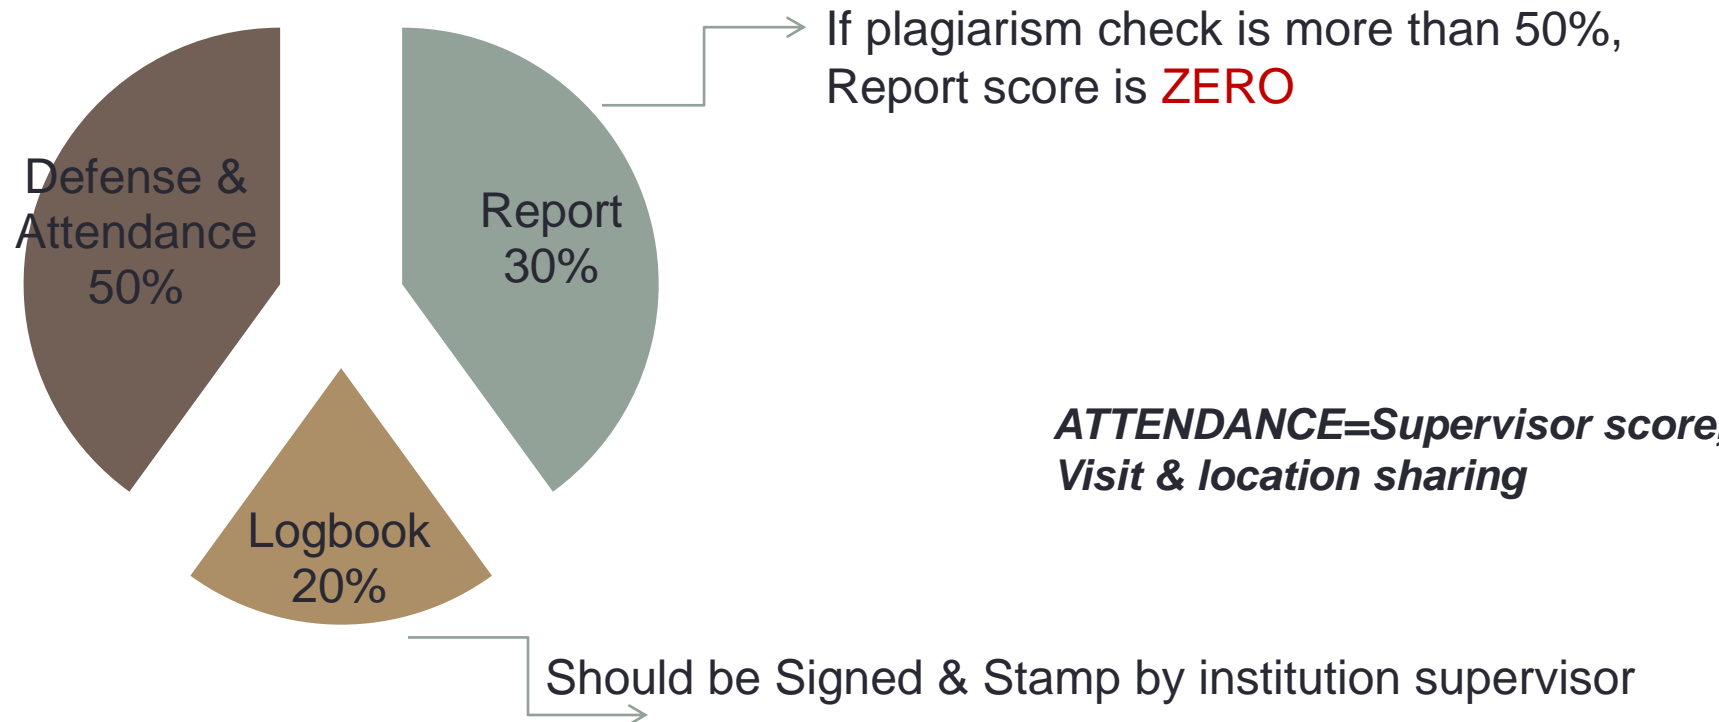 If plagiarism check is more than 50%,
Report score is ZERO
Defense &
Attendance
50%
Report
30%
ATTENDANCE=Supervisor score,
Visit & location sharing
Logbook
20%
Should be Signed & Stamp by institution supervisor